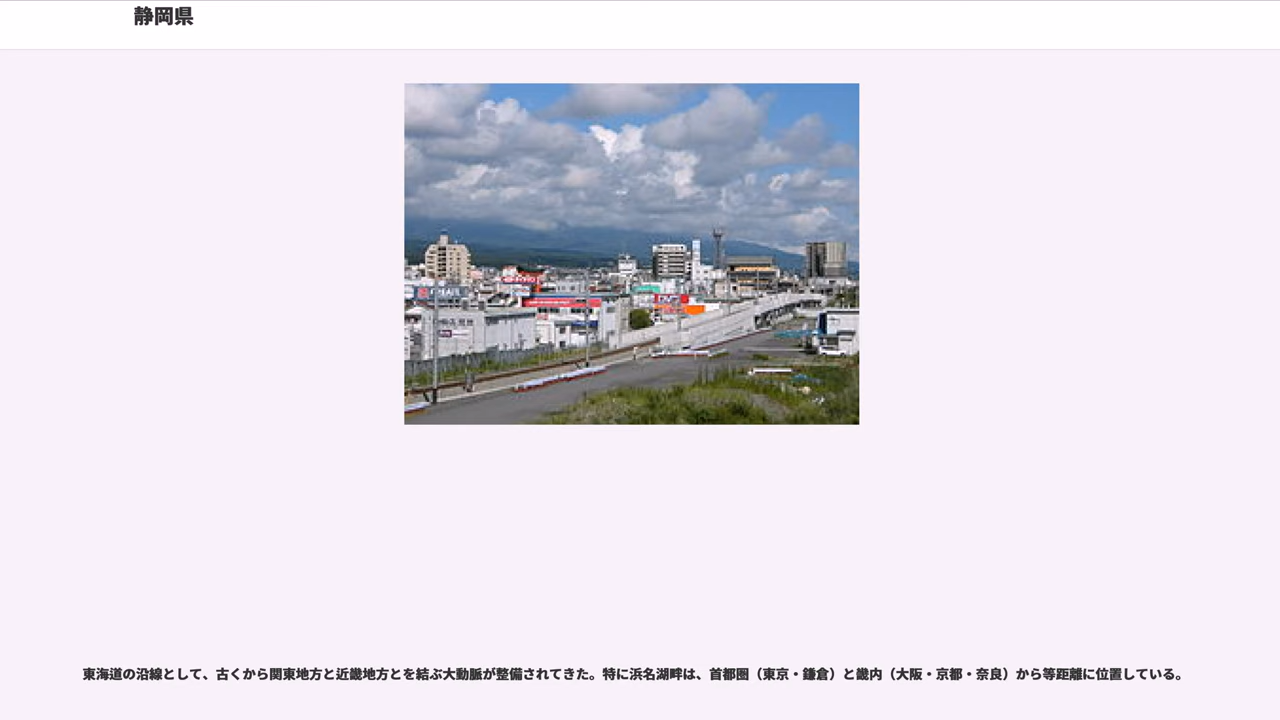 静岡県
東海道の沿線として、古くから関東地方と近畿地方とを結ぶ大動脈が整備されてきた。特に浜名湖畔は、首都圏（東京・鎌倉）と畿内（大阪・京都・奈良）から等距離に位置している。